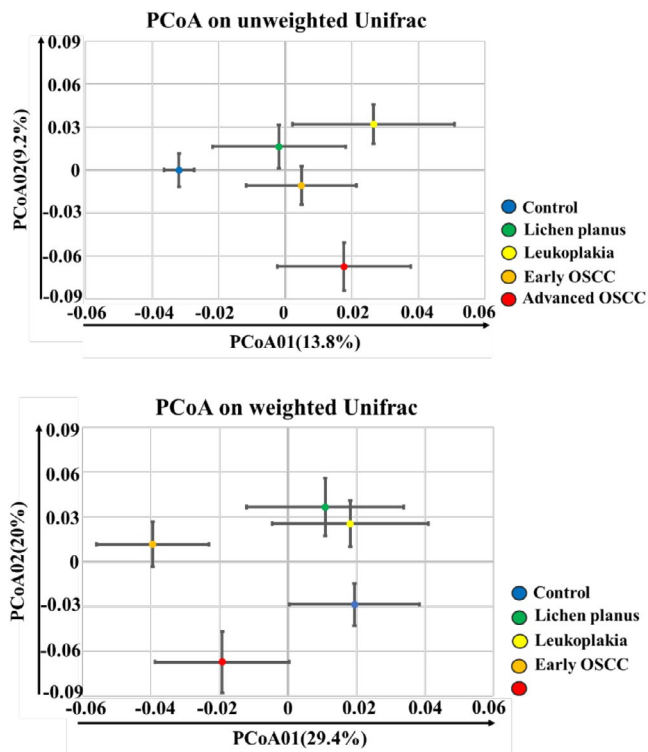 PCoA on unweighted Unifrac
0.09
0.06
0.03
0
-0.03
-0.06
-0.09
PCoA02(9.2%)
-0.06 -0.04 -0.02 0 0.02 0.04 0.06
PCoA01(13.8%)
Control
Lichen planus
Leukoplakia
Early OSCC
Advanced OSCC
PCoA on weighted Unifrac
0.09
0.06
0.03
0
-0.03
-0.06
-0.09
PCoA02(20%)
-0.06 -0.04 -0.02 0 0.02 0.04 0.06
PCoA01(29.4%)
Control
Lichen planus
Leukoplakia
Early OSCC